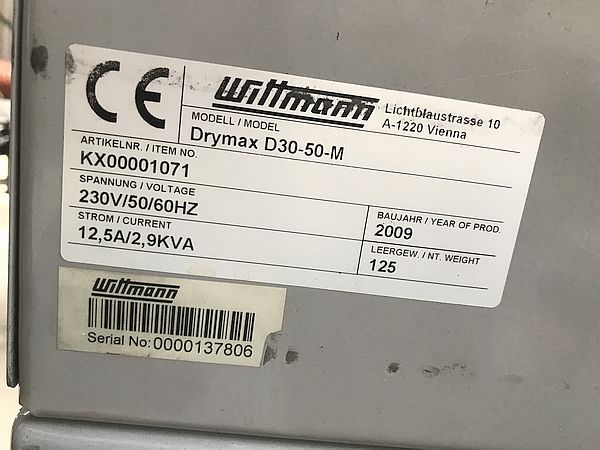 CE
Wittmann
Lichtblaustrasse 10
A-1220 Vienna
MODELL / MODEL
Drymax D30-50-M
ARTIKELNR. / ITEM NO.
KX00001071
SPANNUNG / VOLTAGE
230V/50/60HZ
STROM / CURRENT
12,5A/2,9KVA
BAUJAHR / YEAR OF PROD.
2009
LEERGEW. / NT. WEIGHT
125
Wittmann
Serial No: 0000137806